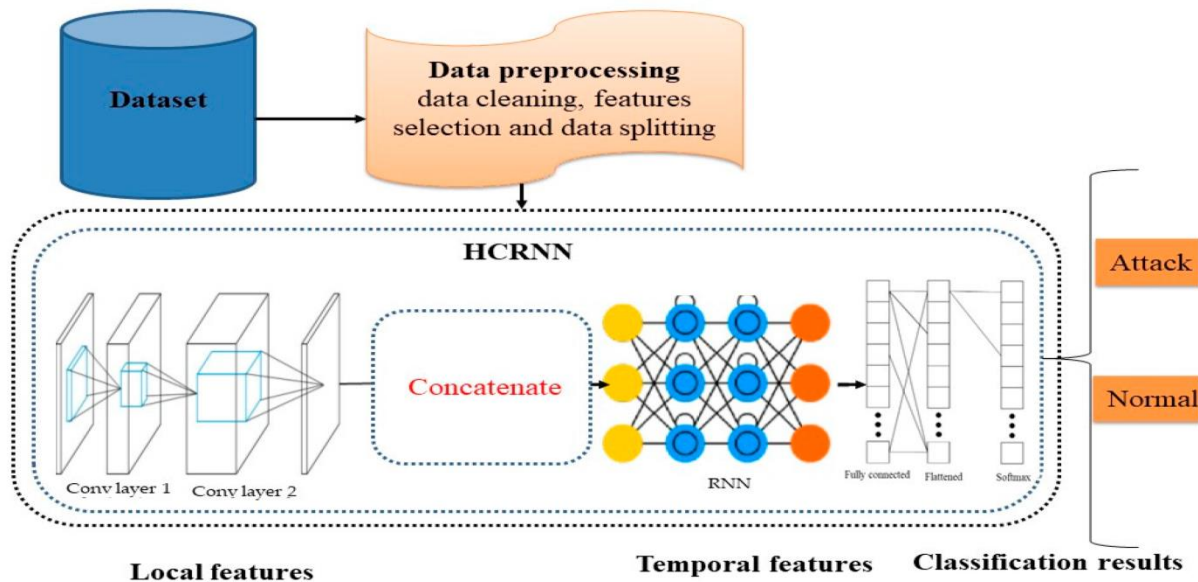 Dataset
Data preprocessing
data cleaning, features
selection and data splitting
HCRNN
Attack
Concatenate
Normal
Conv layer 1
Conv layer 2
RNN
Fully connected
Flattened
Softmax
Local features
Temporal features
Classification results